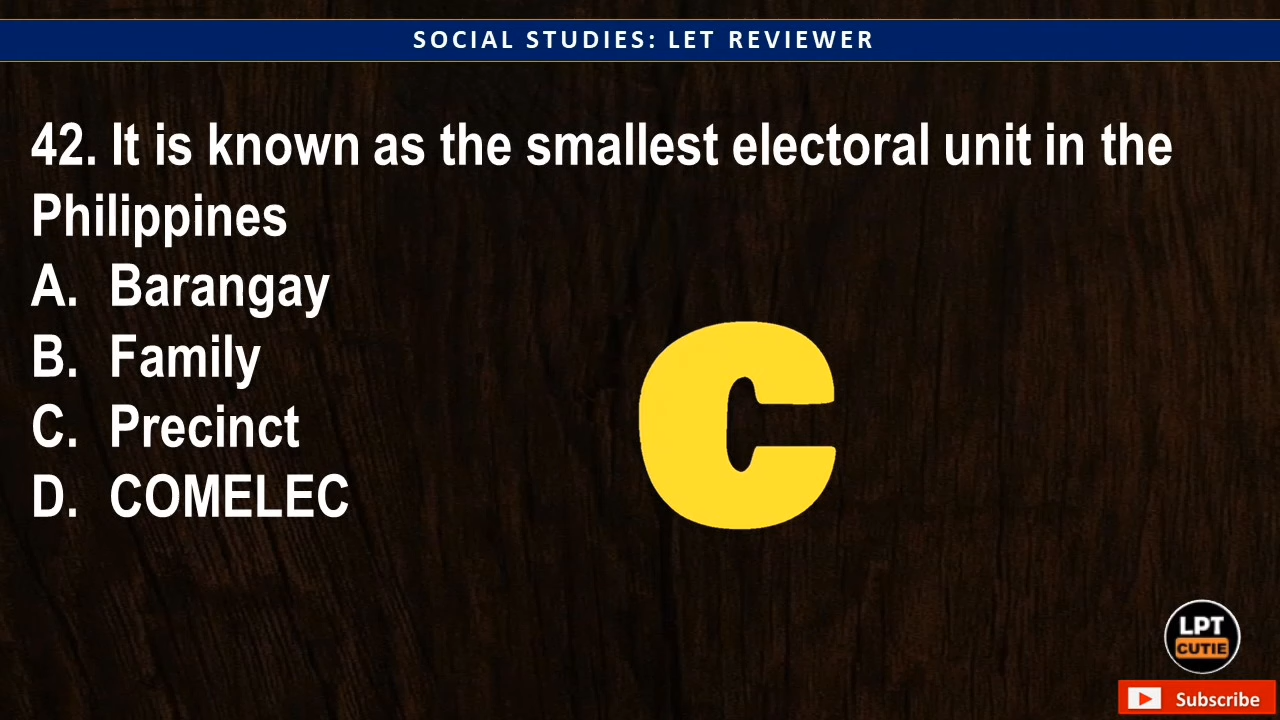 SOCIAL STUDIES: LET REVIEWER
42. It is known as the smallest electoral unit in the
Philippines
A. Barangay
B. Family
C. Precinct
D. COMELEC
C
LPT
CUTIE
Subscribe